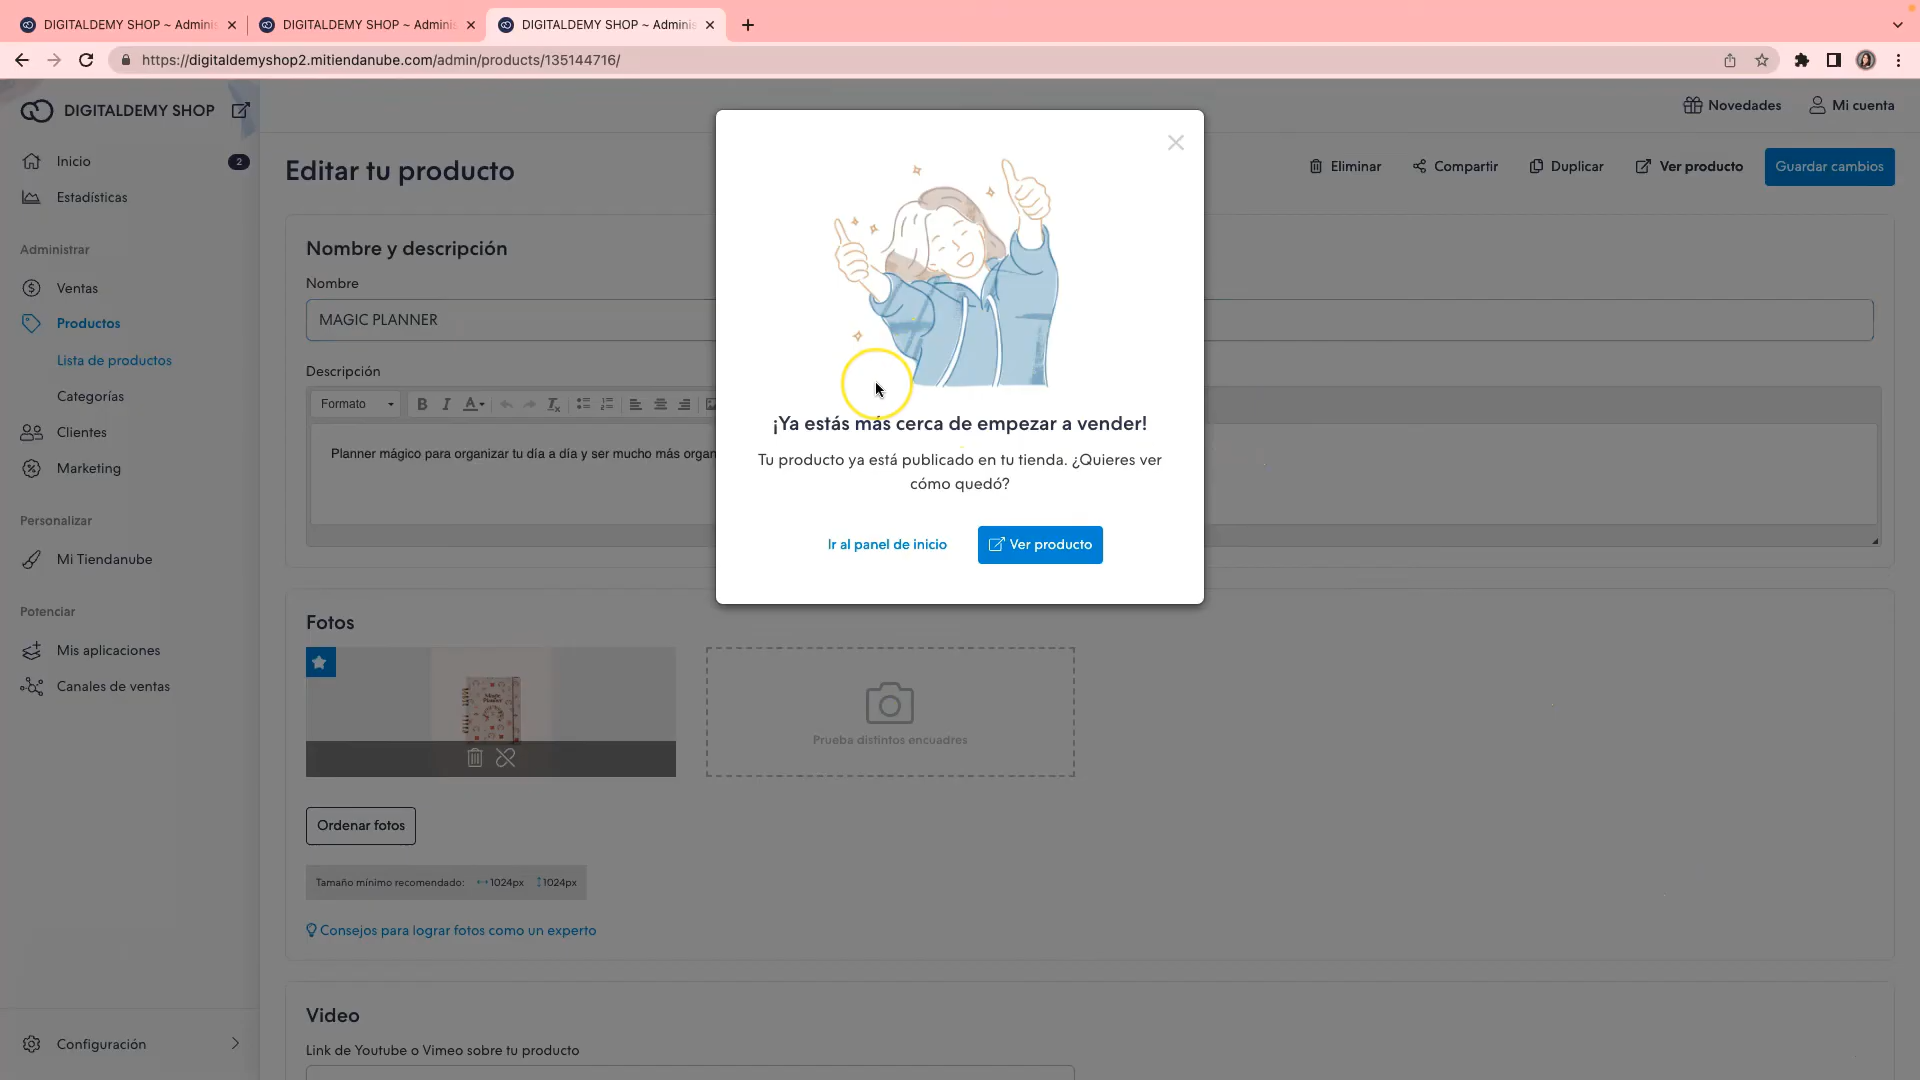 DIGITALDEMY SHOP ~ Adminis
DIGITALDEMY SHOP ~ Adminis
DIGITALDEMY SHOP ~ Adminis
https://digitaldemyshop2.mitiendanube.com/admin/products/135144716/
DIGITALDEMY SHOP
Novedades
Mi cuenta
Inicio
2
Estadísticas
Administrar
Ventas
Productos
Lista de productos
Categorías
Clientes
Marketing
Personalizar
Mi Tiendanube
Potenciar
Mis aplicaciones
Canales de ventas
Configuración
Editar tu producto
Eliminar
Compartir
Duplicar
Ver producto
Guardar cambios
Nombre y descripción
Nombre
MAGIC PLANNER
Descripción
Formato
Planner mágico para organizar tu día a día y ser mucho más organ
¡Ya estás más cerca de empezar a vender!
Tu producto ya está publicado en tu tienda. ¿Quieres ver
cómo quedó?
Ir al panel de inicio
Ver producto
Fotos
Magic
Planner
Prueba distintos encuadres
Ordenar fotos
Tamaño mínimo recomendado: 1024px 1024px
Consejos para lograr fotos como un experto
Video
Link de Youtube o Vimeo sobre tu producto